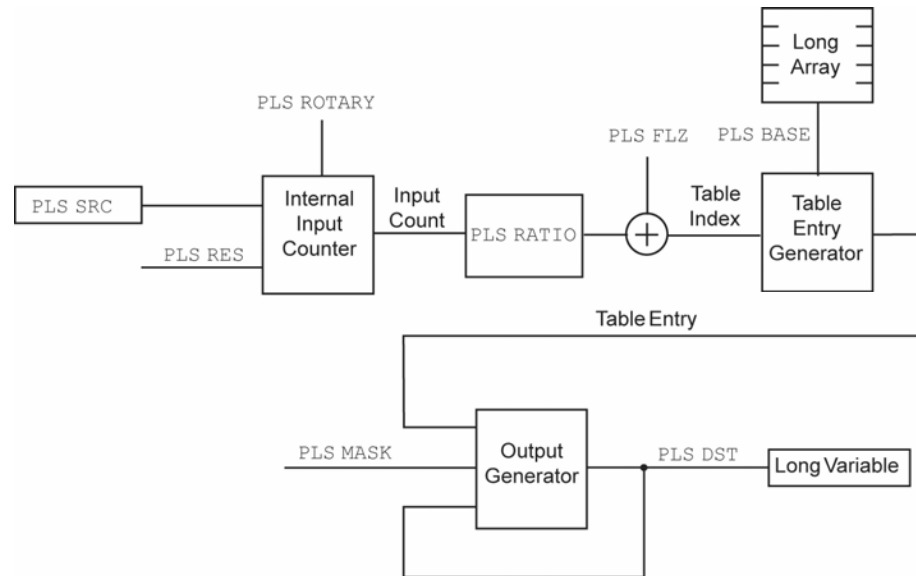 Long
Array
PLS ROTARY
PLS FLZ
PLS BASE
PLS SRC
Internal
Input
Counter
Input
Count
PLS RATIO
Table
Index
Table
Entry
Generator
PLS RES
Table Entry
PLS MASK
Output
Generator
PLS DST
Long Variable